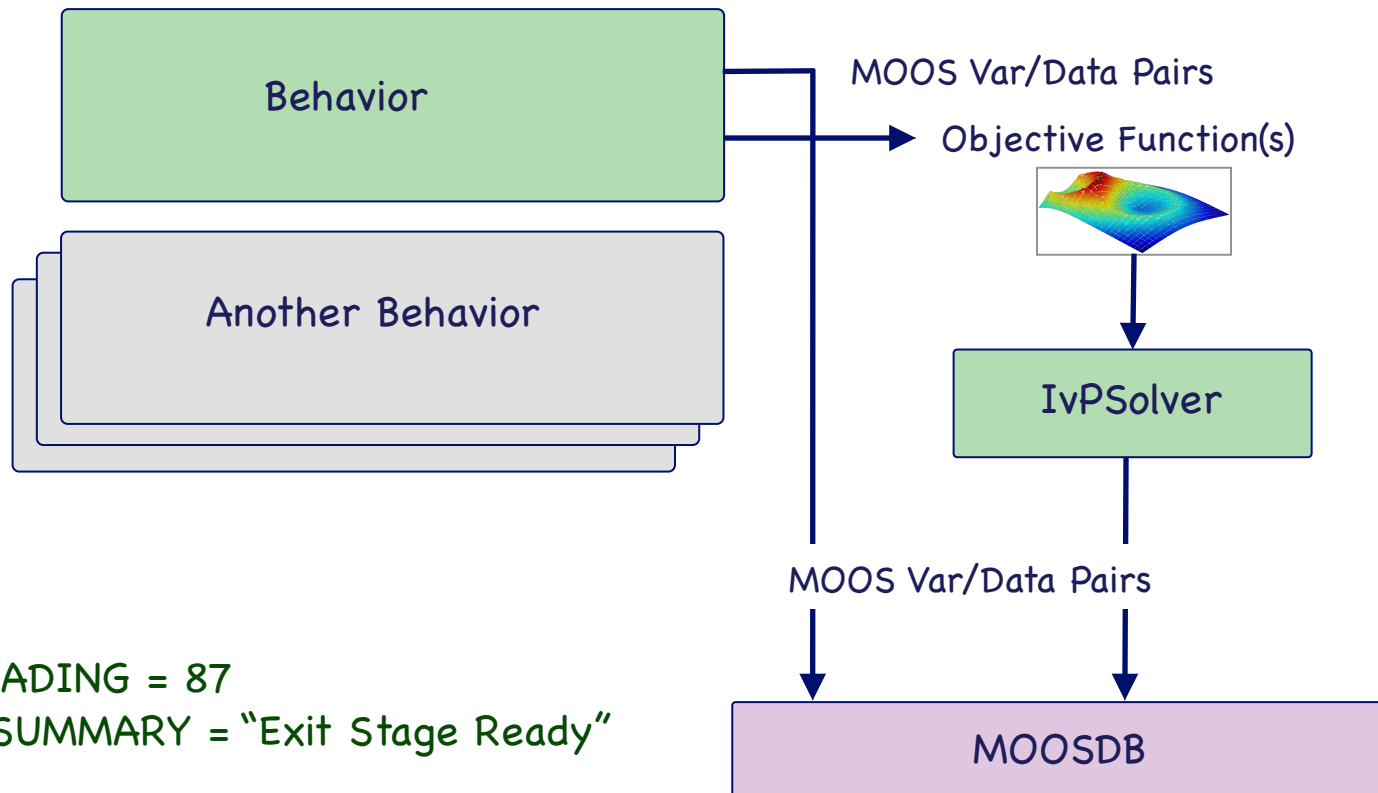 Behavior
MOOS Var/Data Pairs
Objective Function(s)
Another Behavior
IvPSolver
MOOS Var/Data Pairs
ADING = 87
SUMMARY = “Exit Stage Ready”
MOOSDB